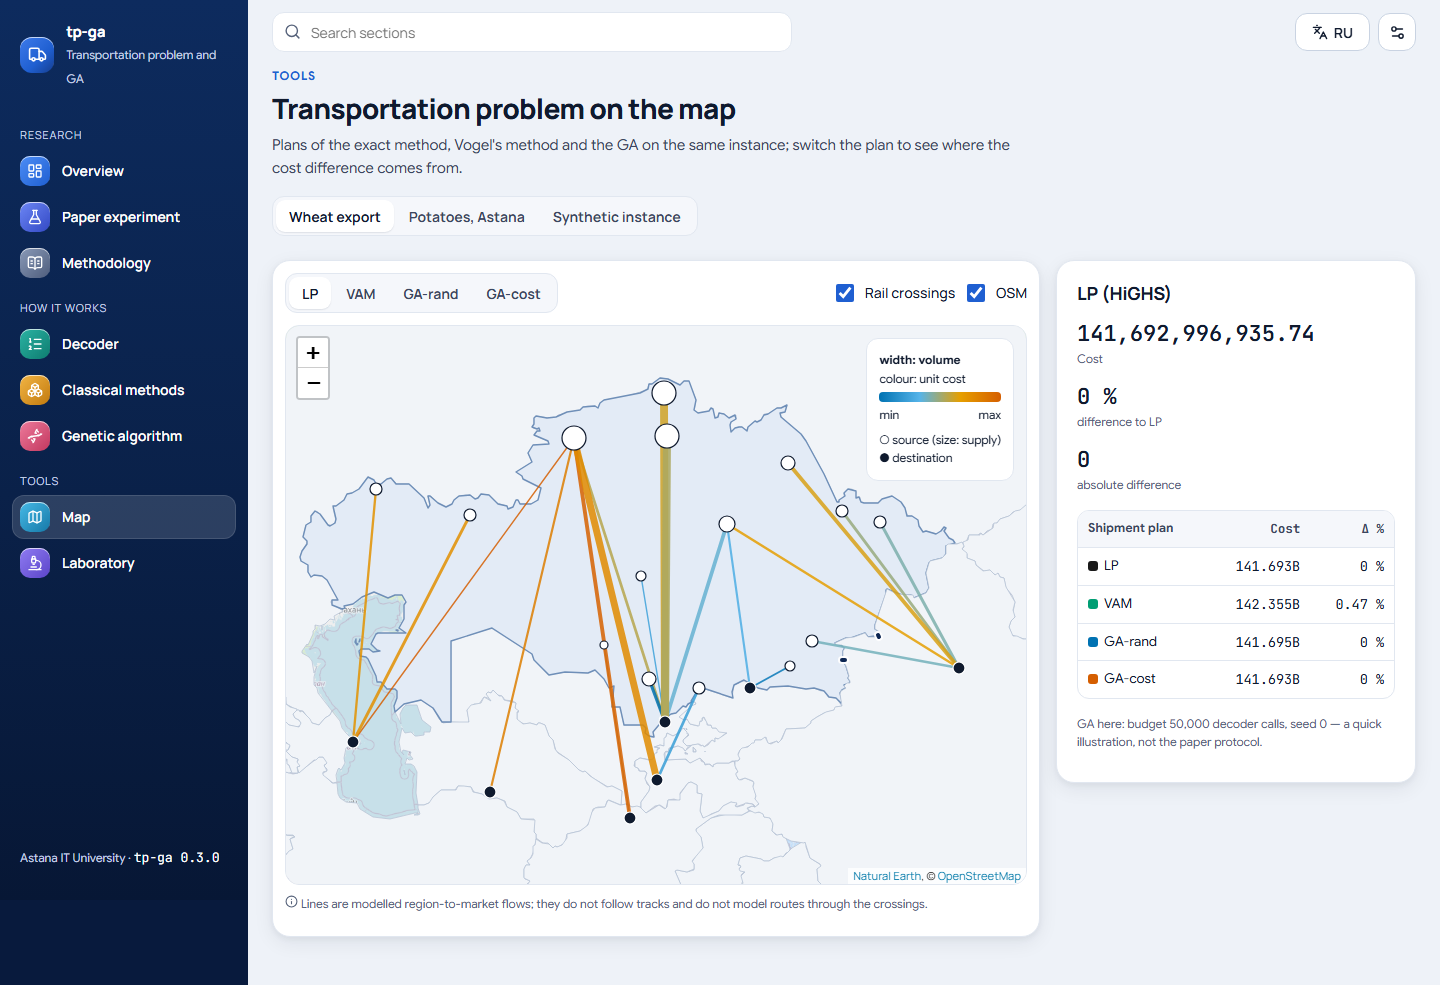 tp-ga
Transportation problem and
GA
RESEARCH
Overview
Paper experiment
Methodology
HOW IT WORKS
Decoder
Classical methods
Genetic algorithm
TOOLS
Map
Laboratory
Astana IT University · tp-ga 0.3.0
Search sections
RU
TOOLS
Transportation problem on the map
Plans of the exact method, Vogel's method and the GA on the same instance; switch the plan to see where the
cost difference comes from.
Wheat export
Potatoes, Astana
Synthetic instance
LP
VAM
GA-rand
GA-cost
Rail crossings
OSM
+
−
width: volume
colour: unit cost
min max
source (size: supply)
destination
Natural Earth, © OpenStreetMap
Lines are modelled region-to-market flows; they do not follow tracks and do not model routes through the crossings.
LP (HiGHS)
141,692,996,935.74
Cost
0 %
difference to LP
0
absolute difference
Shipment plan Cost Δ %
LP 141.693B 0 %
VAM 142.355B 0.47 %
GA-rand 141.695B 0 %
GA-cost 141.693B 0 %
GA here: budget 50,000 decoder calls, seed 0 — a quick
illustration, not the paper protocol.